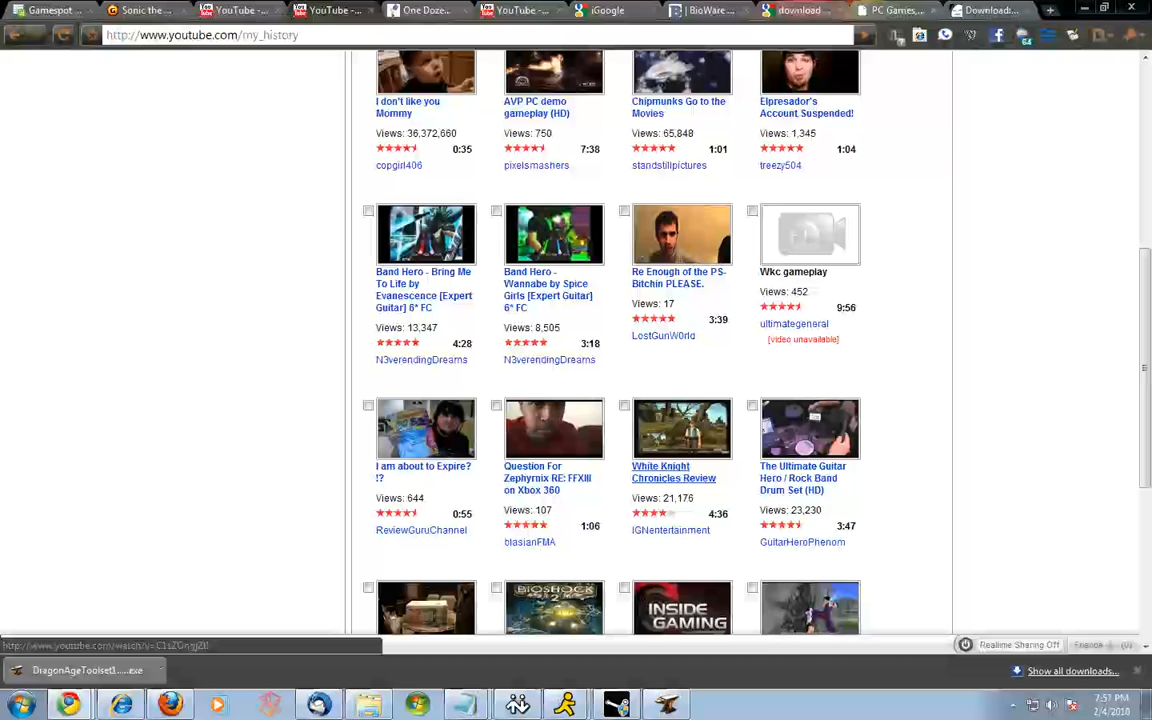 Gamespot
Sonic the ...
YouTube - ...
YouTube - ...
One Doze...
YouTube - ...
iGoogle
BioWare ...
download ...
PC Games,...
Download:...
http://www.youtube.com/my_history
I don't like you Mommy
Views: 36,372,660
0:35
copgirl406
AVP PC demo gameplay (HD)
Views: 750
7:38
pixelsmashers
Chipmunks Go to the Movies
Views: 65,848
1:01
standstillpictures
Elpresador's Account Suspended!
Views: 1,345
1:04
treezy504
Band Hero - Bring Me To Life by Evanescence [Expert Guitar] 6* FC
Views: 13,347
4:28
N3verendingDreams
Band Hero - Wannabe by Spice Girls [Expert Guitar] 6* FC
Views: 8,505
3:18
N3verendingDreams
Re Enough of the PS- Bitchin PLEASE.
Views: 17
3:39
LostGunW0rld
Wkc gameplay
Views: 452
9:56
ultimategeneral
[video unavailable]
I am about to Expire? !?
Views: 644
0:55
ReviewGuruChannel
Question For Zephyrnix RE: FFXIII on Xbox 360
Views: 107
1:06
blasianFMA
White Knight Chronicles Review
Views: 21,176
4:36
IGNentertainment
The Ultimate Guitar Hero / Rock Band Drum Set (HD)
Views: 23,230
3:47
GuitarHeroPhenom
BIOSHOCK 2
INSIDE GAMING
Realtime Sharing Off
DragonAgeToolset1....exe
Show all downloads...
7:57 PM
2/4/2010